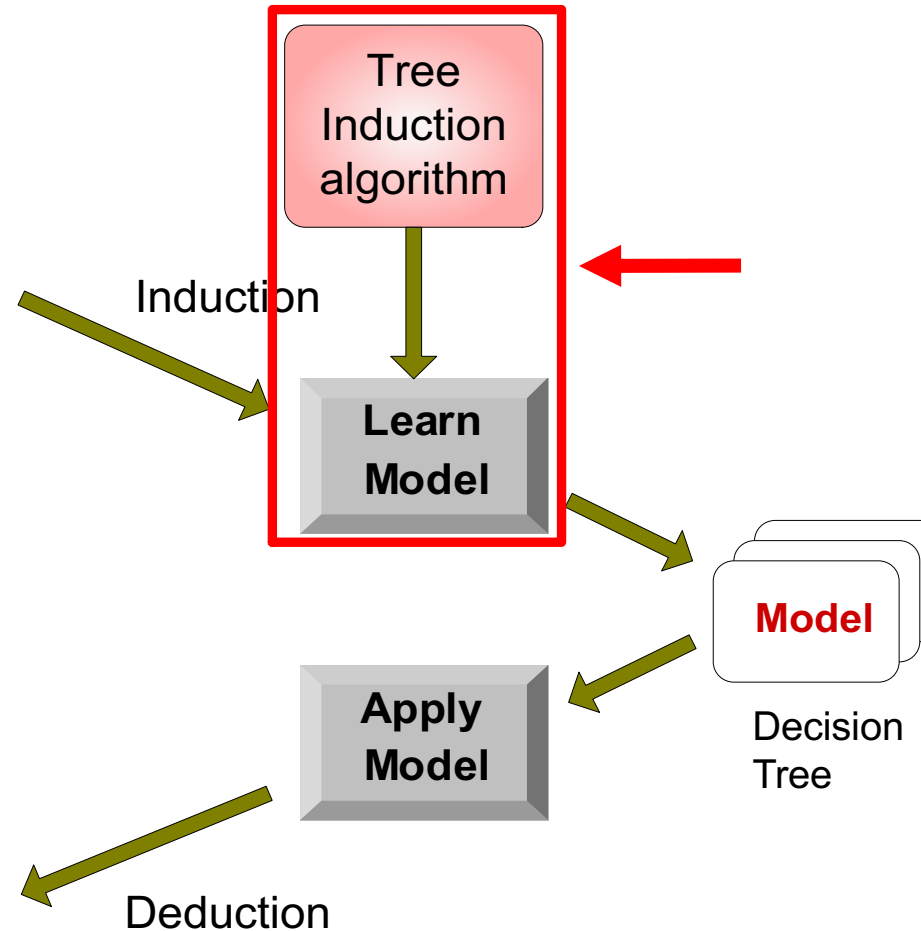 Tree
Induction
algorithm
Induction
Learn
Model
Model
Apply
Model
Decision
Tree
Deduction